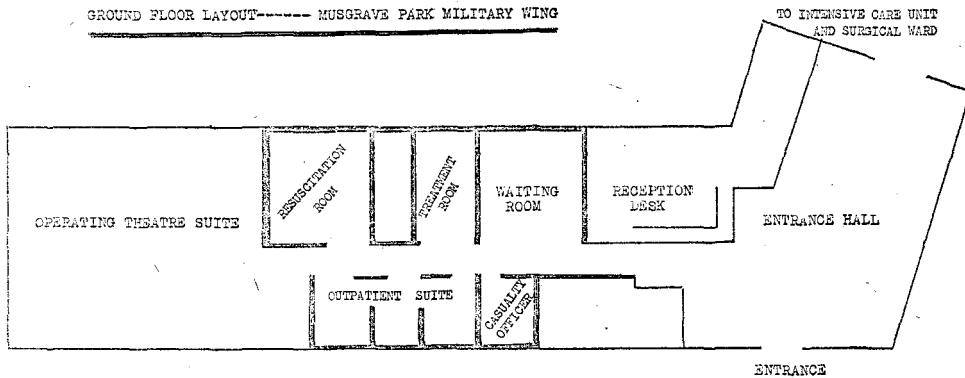 GROUND FLOOR LAYOUT------ MUSGRAVE PARK MILITARY WING
TO INTENSIVE CARE UNIT
AND SURGICAL WARD
OPERATING THEATRE SUITE
RESUSCITATION
ROOM
TREATMENT
ROOM
WAITING
ROOM
RECEPTION
DESK
ENTRANCE HALL
OUTPATIENT SUITE
CASUALTY
OFFICER
ENTRANCE